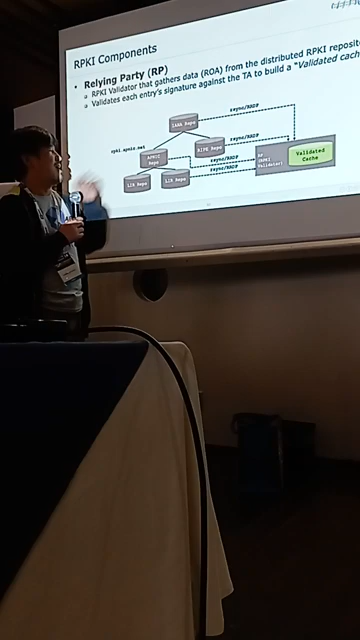 RPKI Components
• Relying Party (RP)
RPKI Validator that gathers data (ROA) from the distributed RPKI reposito
Validates each entry's signature against the TA to build a "Validated cach
rsync/RRDP
IANA Repo
rpki.apnic.net
rsync/RRDP
APNIC Repo
RIPE Repo
rsync/RRDP
rsync/RRDP
RP (RPKI Validator)
Validated Cache
LIR Repo
LIR Repo